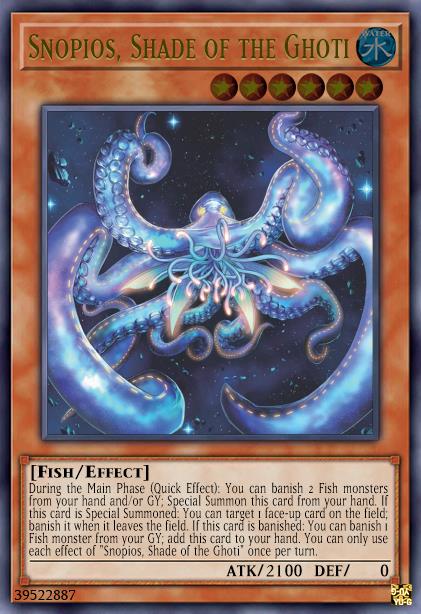 SNOPIOS, SHADE OF THE GHOTI
WATER
水
[FISH/EFFECT]
During the Main Phase (Quick Effect): You can banish 2 Fish monsters
from your hand and/or GY; Special Summon this card from your hand. If
this card is Special Summoned: You can target 1 face-up card on the field;
banish it when it leaves the field. If this card is banished: You can banish 1
Fish monster from your GY; add this card to your hand. You can only use
each effect of "Snopios, Shade of the Ghoti" once per turn.
ATK/2100 DEF/ 0
39522887